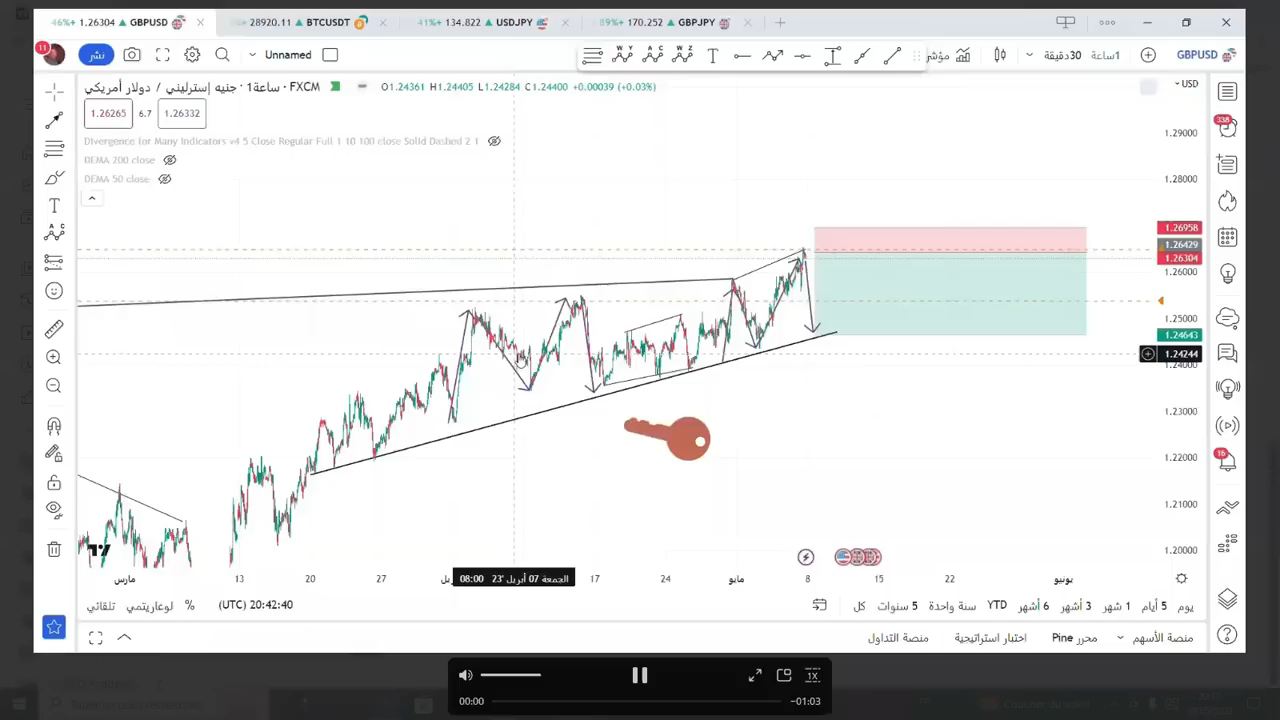 46% ▲ 1.26304 GBPUSD
28920.11 ▲ BTCUSDT
41% 134.822 ▲ USDJPY
89% 170.252 ▲ GBPJPY
11
نشر
Unnamed
W Y
A C
W Z
T
مؤشر
30دقيقة
1ساعة
GBPUSD
جنيه إسترليني / دولار أمريكي • 1ساعة • FXCM
O1.24361 H1.24405 L1.24284 C1.24400 +0.00039 (+0.03%)
USD
1.26265
6.7
1.26332
Divergence for Many Indicators v4 5 Close Regular Full 1 10 100 close Solid Dashed 2 1
DEMA 200 close
DEMA 50 close
338
16
1.29000
1.28000
1.26958
1.26429
1.26304
1.26000
1.25000
1.24643
1.24244
1.24000
1.23000
1.22000
1.21000
1.20000
مارس
13
20
27
الجمعة 07 أبريل '23 08:00
17
24
مايو
8
15
22
يونيو
تلقائي
لوغاريتمي
%
(UTC) 20:42:40
كل
5 سنوات
سنة واحدة
YTD
6 أشهر
3 أشهر
1 شهر
5 أيام
يوم
منصة التداول
اختبار استراتيجية
محرر Pine
منصة الأسهم
1X
00:00
−01:03